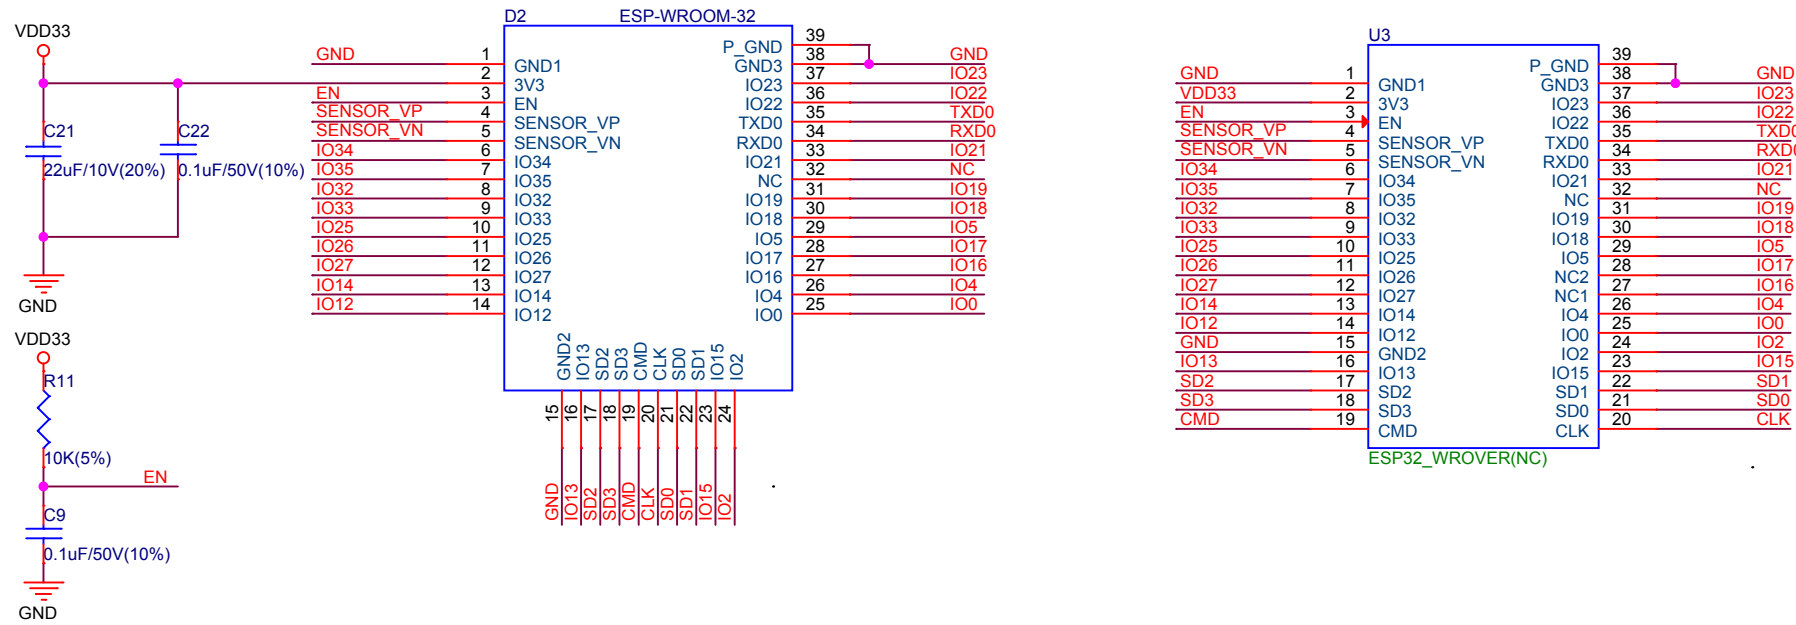 VDD33
C21
22uF/10V(20%)
C22
0.1uF/50V(10%)
GND
VDD33
R11
10K(5%)
EN
C9
0.1uF/50V(10%)
GND
D2 ESP-WROOM-32
GND 1 GND1
2 3V3
EN 3 EN
SENSOR_VP 4 SENSOR_VP
SENSOR_VN 5 SENSOR_VN
IO34 6 IO34
IO35 7 IO35
IO32 8 IO32
IO33 9 IO33
IO25 10 IO25
IO26 11 IO26
IO27 12 IO27
IO14 13 IO14
IO12 14 IO12
P_GND 39
GND3 38 GND
IO23 37 IO23
IO22 36 IO22
TXD0 35 TXD0
RXD0 34 RXD0
IO21 33 IO21
NC 32 NC
IO19 31 IO19
IO18 30 IO18
IO5 29 IO5
IO17 28 IO17
IO16 27 IO16
IO4 26 IO4
IO0 25 IO0
GND2 15 GND
IO13 16 IO13
SD2 17 SD2
SD3 18 SD3
CMD 19 CMD
CLK 20 CLK
SD0 21 SD0
SD1 22 SD1
IO15 23 IO15
IO2 24 IO2
U3
GND 1 GND1
VDD33 2 3V3
EN 3 EN
SENSOR_VP 4 SENSOR_VP
SENSOR_VN 5 SENSOR_VN
IO34 6 IO34
IO35 7 IO35
IO32 8 IO32
IO33 9 IO33
IO25 10 IO25
IO26 11 IO26
IO27 12 IO27
IO14 13 IO14
IO12 14 IO12
GND 15 GND2
IO13 16 IO13
SD2 17 SD2
SD3 18 SD3
CMD 19 CMD
P_GND 39
GND3 38 GND
IO23 37 IO23
IO22 36 IO22
TXD0 35 TXD0
RXD0 34 RXD0
IO21 33 IO21
NC 32 NC
IO19 31 IO19
IO18 30 IO18
IO5 29 IO5
NC2 28 IO17
NC1 27 IO16
IO4 26 IO4
IO0 25 IO0
IO2 24 IO2
IO15 23 IO15
SD1 22 SD1
SD0 21 SD0
CLK 20 CLK
ESP32_WROVER(NC)